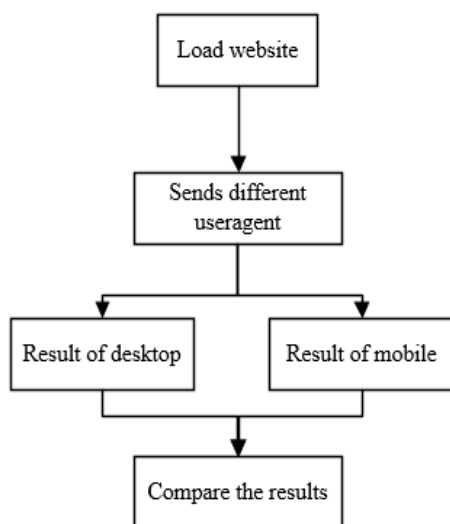 Load website
Sends different
useragent
Result of desktop
Result of mobile
Compare the results